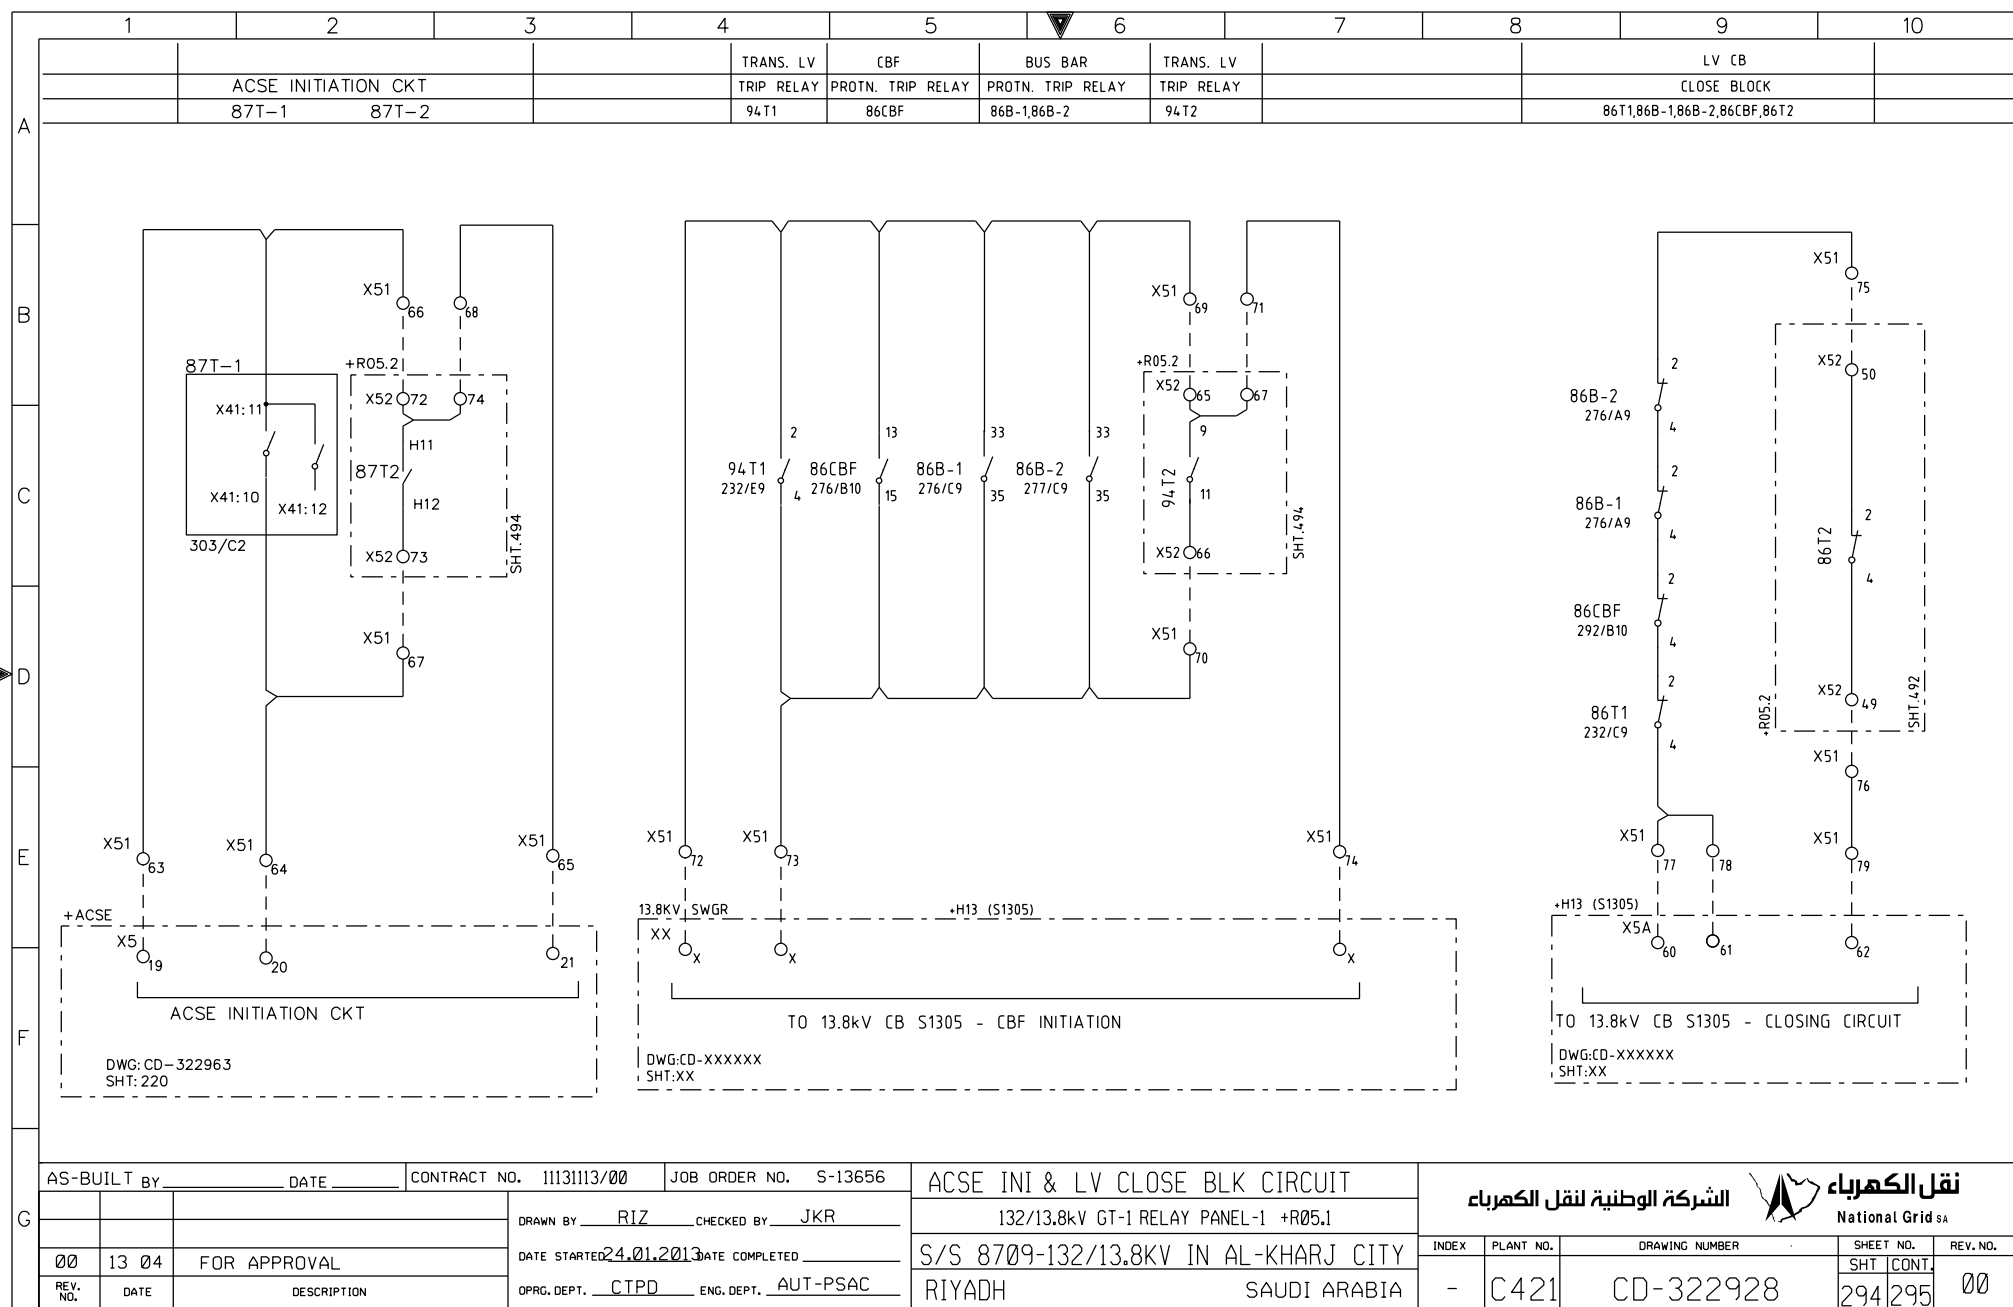 1 2 3 4 5 6 7 8 9 10
TRANS. LV CBF BUS BAR TRANS. LV LV CB
ACSE INITIATION CKT TRIP RELAY PROTN. TRIP RELAY PROTN. TRIP RELAY TRIP RELAY CLOSE BLOCK
87T-1 87T-2 94T1 86CBF 86B-1,86B-2 94T2 86T1,86B-1,86B-2,86CBF,86T2
A
B
C
D
E
F
G
X51
66
68
87T-1
X41:11
X41:10
X41:12
303/C2
+R05.2
X52
72
74
H11
87T2
H12
X52
73
SHT.494
X51
67
X51
63
X51
64
X51
65
+ACSE
X5
19
20
21
ACSE INITIATION CKT
DWG: CD-322963
SHT: 220
X51
69
71
+R05.2
X52
65
67
2
94T1
232/E9
4
13
86CBF
276/B10
15
33
86B-1
276/C9
35
33
86B-2
277/C9
35
9
94T2
11
X52
66
SHT.494
X51
70
X51
72
X51
73
X51
74
13.8KV SWGR
+H13 (S1305)
XX
X
X
X
TO 13.8kV CB S1305 - CBF INITIATION
DWG:CD-XXXXXX
SHT:XX
X51
75
X52
50
2
86B-2
276/A9
4
2
86B-1
276/A9
4
2
86CBF
292/B10
4
2
86T1
232/C9
4
2
86T2
4
X52
49
+R05.2
SHT.492
X51
76
X51
77
78
X51
79
+H13 (S1305)
X5A
60
61
62
TO 13.8kV CB S1305 - CLOSING CIRCUIT
DWG:CD-XXXXXX
SHT:XX
AS-BUILT BY DATE
CONTRACT NO. 11131113/00
JOB ORDER NO. S-13656
DRAWN BY RIZ CHECKED BY JKR
DATE STARTED 24.01.2013 DATE COMPLETED
OPRG. DEPT. CTPD ENG. DEPT. AUT-PSAC
00 13 04 FOR APPROVAL
REV. NO. DATE DESCRIPTION
ACSE INI & LV CLOSE BLK CIRCUIT
132/13.8kV GT-1 RELAY PANEL-1 +R05.1
S/S 8709-132/13.8KV IN AL-KHARJ CITY
RIYADH SAUDI ARABIA
الشركة الوطنية لنقل الكهرباء
نقل الكهرباء
National Grid SA
INDEX PLANT NO. DRAWING NUMBER SHEET NO. REV. NO.
SHT CONT.
- C421 CD-322928 294 295 00